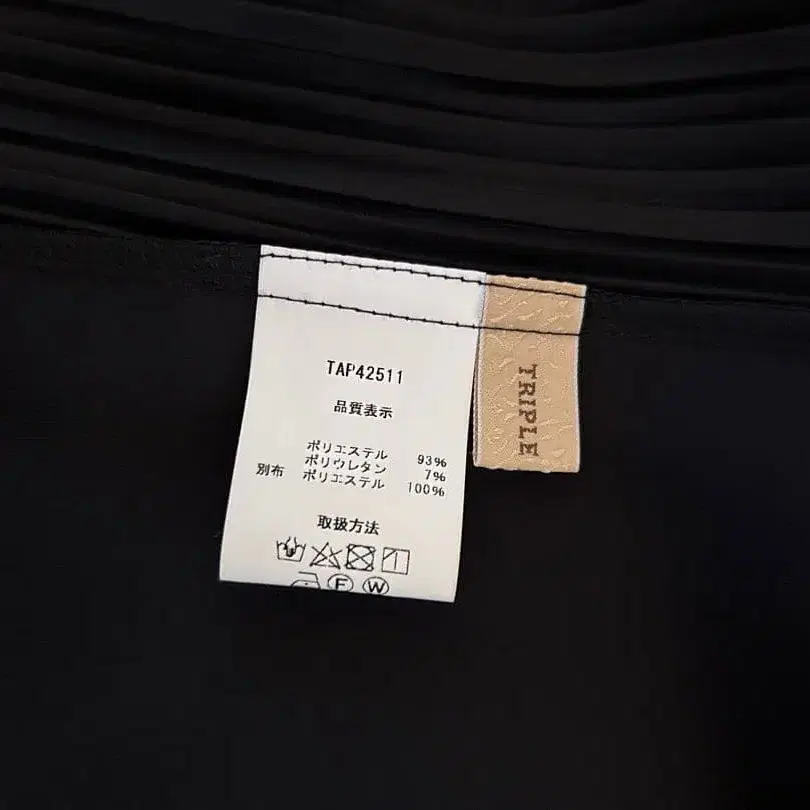 TAP42511
品質表示
ポリエステル 93%
ポリウレタン 7%
別布 ポリエステル 100%
取扱方法
F W
TRIPLE